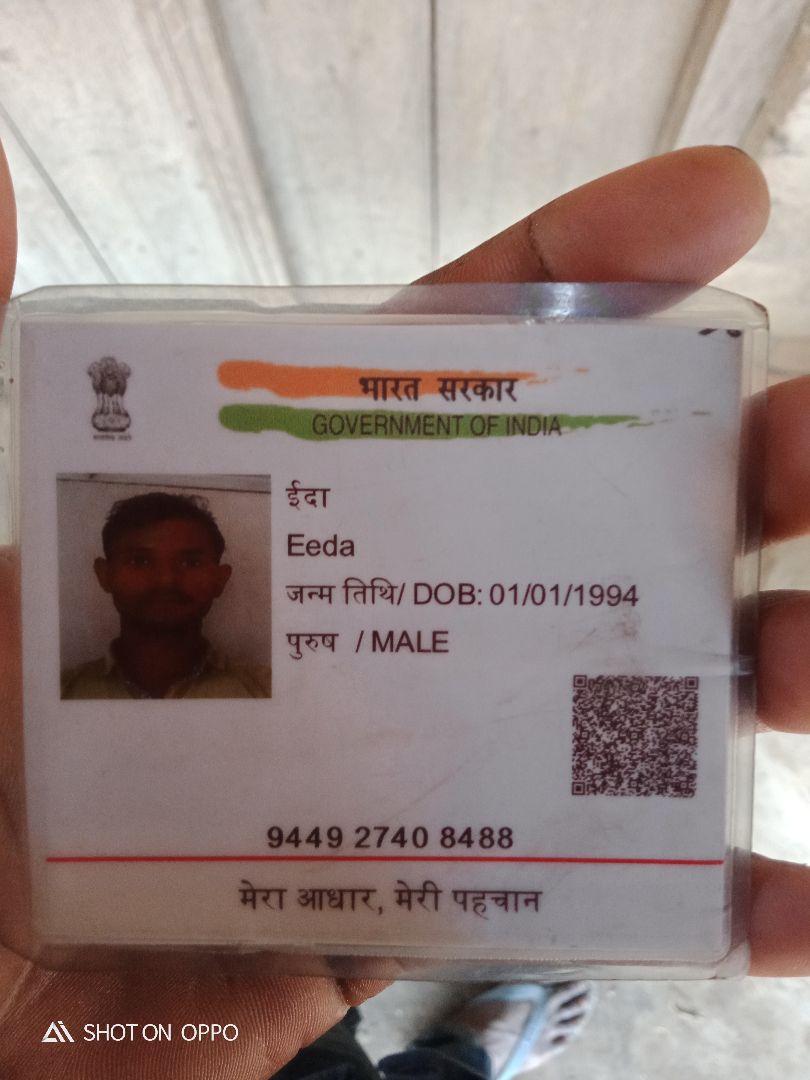 भारत सरकार
GOVERNMENT OF INDIA
ईदा
Eeda
जन्म तिथि/ DOB: 01/01/1994
पुरुष / MALE
9449 2740 8488
मेरा आधार, मेरी पहचान
SHOT ON OPPO